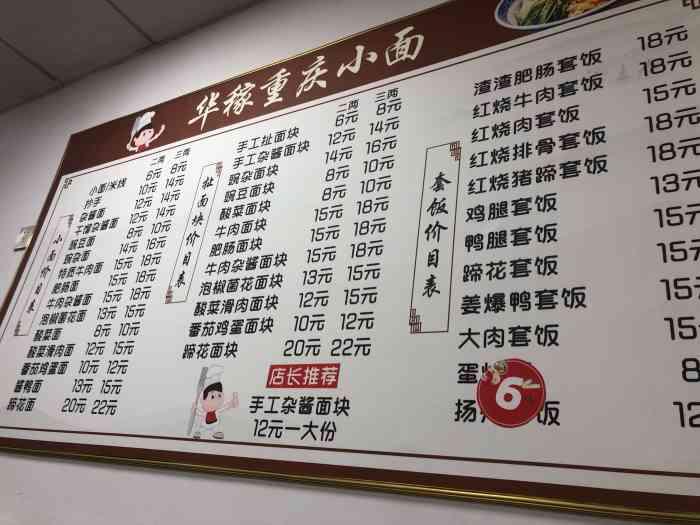 华稼重庆小面
小面价目表
二两 三两
小面/米线 6元 8元
抄手 10元 14元
杂酱面 12元 14元
干馏杂酱面 12元 14元
豌豆面 8元 10元
豌杂面 14元 16元
特质牛肉面 15元 18元
肥肠面 15元 18元
牛肉杂酱面 15元 18元
泡椒菌花面 13元 15元
酸菜面 8元 10元
酸菜滑肉面 12元 15元
番茄鸡蛋面 10元 12元
酱鸭面 13元 15元
蹄花面 20元 22元
扯面块价目表
二两 三两
手工扯面块 6元 8元
手工杂酱面块 12元 14元
豌杂面块 14元 16元
豌豆面块 8元 10元
酸菜面块 8元 10元
牛肉面块 15元 18元
肥肠面块 15元 18元
牛肉杂酱面块 15元 18元
泡椒菌花面块 13元 15元
酸菜滑肉面块 12元 15元
番茄鸡蛋面块 10元 12元
蹄花面块 20元 22元
店长推荐
手工杂酱面块
12元一大份
套饭价目表
渣渣肥肠套饭 18元
红烧牛肉套饭 18元
红烧肉套饭 15元
红烧排骨套饭 18元
红烧猪蹄套饭 18元
鸡腿套饭 13元
鸭腿套饭 15元
蹄花套饭 15元
姜爆鸭套饭 15元
大肉套饭 15
蛋 8
6元
扬 饭